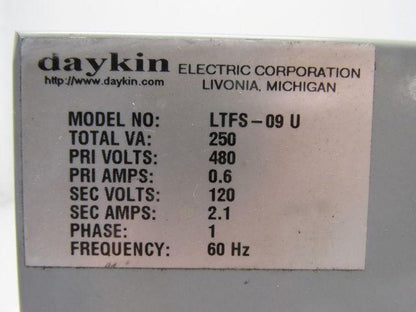 daykin ELECTRIC CORPORATION
http://www.daykin.com LIVONIA, MICHIGAN
MODEL NO: LTFS-09 U
TOTAL VA: 250
PRI VOLTS: 480
PRI AMPS: 0.6
SEC VOLTS: 120
SEC AMPS: 2.1
PHASE: 1
FREQUENCY: 60 Hz